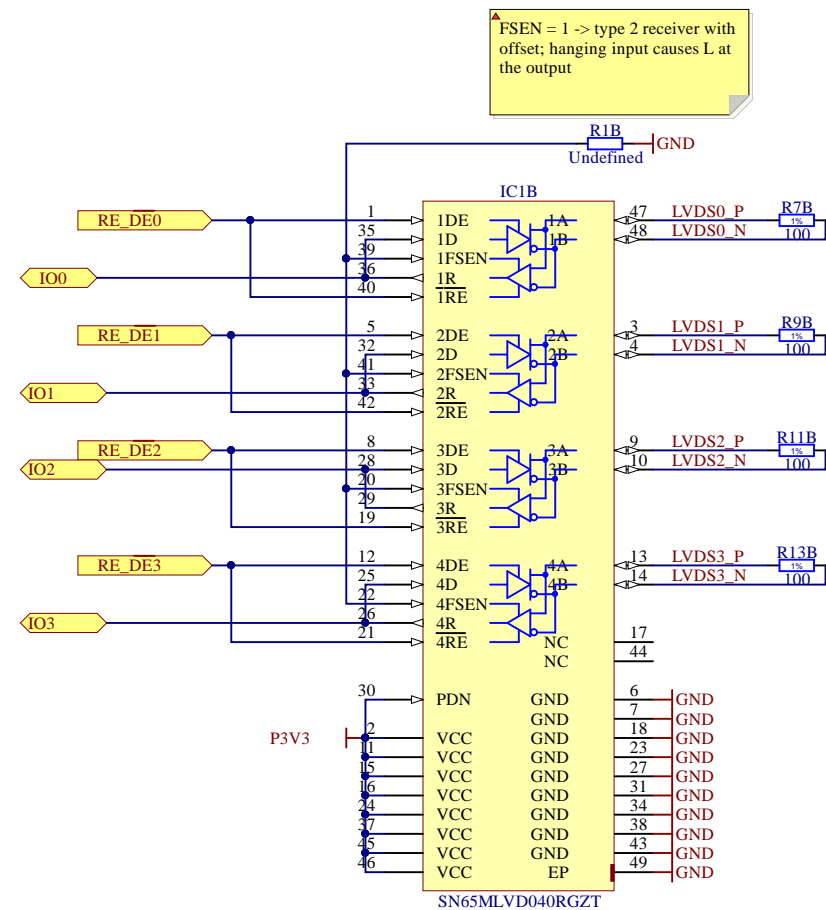 FSEN = 1 -> type 2 receiver with
offset; hanging input causes L at
the output
R1B
GND
Undefined
IC1B
RE_DE0 1 1DE 1A 47 LVDS0_P R7B
35 1D 1B 48 LVDS0_N 1%
100
39 1FSEN
IO0 36 1R
40 1RE
RE_DE1 5 2DE 2A 3 LVDS1_P R9B
32 2D 2B 4 LVDS1_N 1%
100
41 2FSEN
IO1 33 2R
42 2RE
RE_DE2 8 3DE 3A 9 LVDS2_P R11B
IO2 28 3D 3B 10 LVDS2_N 1%
100
20 3FSEN
29 3R
19 3RE
RE_DE3 12 4DE 4A 13 LVDS3_P R13B
25 4D 4B 14 LVDS3_N 1%
100
22 4FSEN
IO3 26 4R
21 4RE
NC 17
NC 44
30 PDN GND 6 GND
GND 7 GND
P3V3 2 VCC GND 18 GND
11 VCC GND 23 GND
15 VCC GND 27 GND
16 VCC GND 31 GND
24 VCC GND 34 GND
37 VCC GND 38 GND
45 VCC GND 43 GND
46 VCC EP 49 GND
SN65MLVD040RGZT